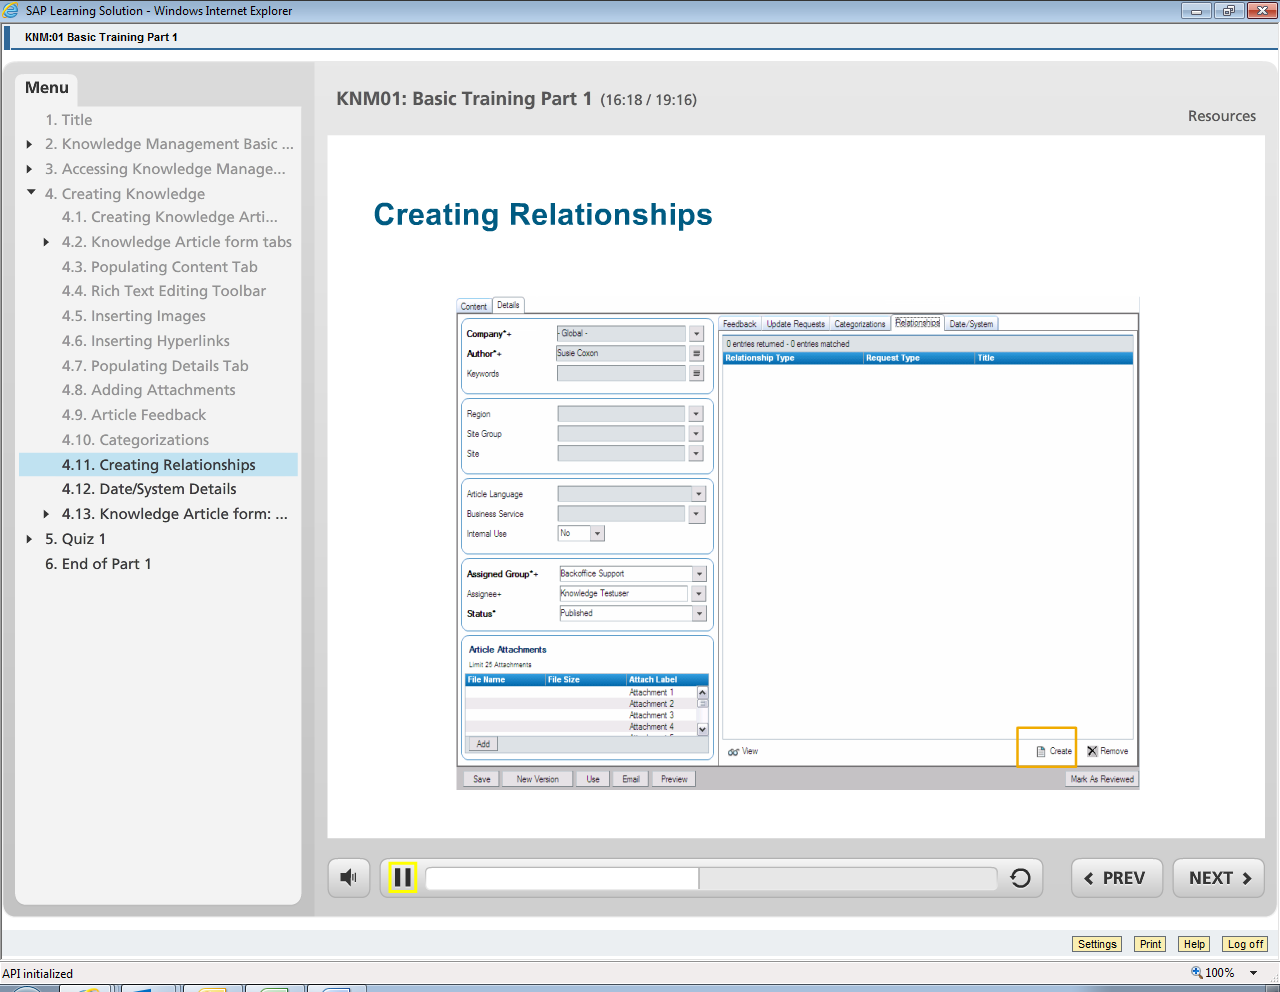 SAP Learning Solution - Windows Internet Explorer
KNM:01 Basic Training Part 1
Menu
1. Title
2. Knowledge Management Basic ...
3. Accessing Knowledge Manage...
4. Creating Knowledge
4.1. Creating Knowledge Arti...
4.2. Knowledge Article form tabs
4.3. Populating Content Tab
4.4. Rich Text Editing Toolbar
4.5. Inserting Images
4.6. Inserting Hyperlinks
4.7. Populating Details Tab
4.8. Adding Attachments
4.9. Article Feedback
4.10. Categorizations
4.11. Creating Relationships
4.12. Date/System Details
4.13. Knowledge Article form: ...
5. Quiz 1
6. End of Part 1
KNM01: Basic Training Part 1 (16:18 / 19:16)
Resources
Creating Relationships
Content Details
Company*+ - Global -
Author*+ Susie Coxon
Keywords
Region
Site Group
Site
Article Language
Business Service
Internal Use No
Assigned Group*+ Backoffice Support
Assignee+ Knowledge Testuser
Status* Published
Article Attachments
Limit 25 Attachments
File Name File Size Attach Label
Attachment 1
Attachment 2
Attachment 3
Attachment 4
Add
Feedback Update Requests Categorizations Relationships Date/System
0 entries returned - 0 entries matched
Relationship Type Request Type Title
View Create Remove
Save New Version Use Email Preview Mark As Reviewed
PREV NEXT
Settings Print Help Log off
API initialized 100%